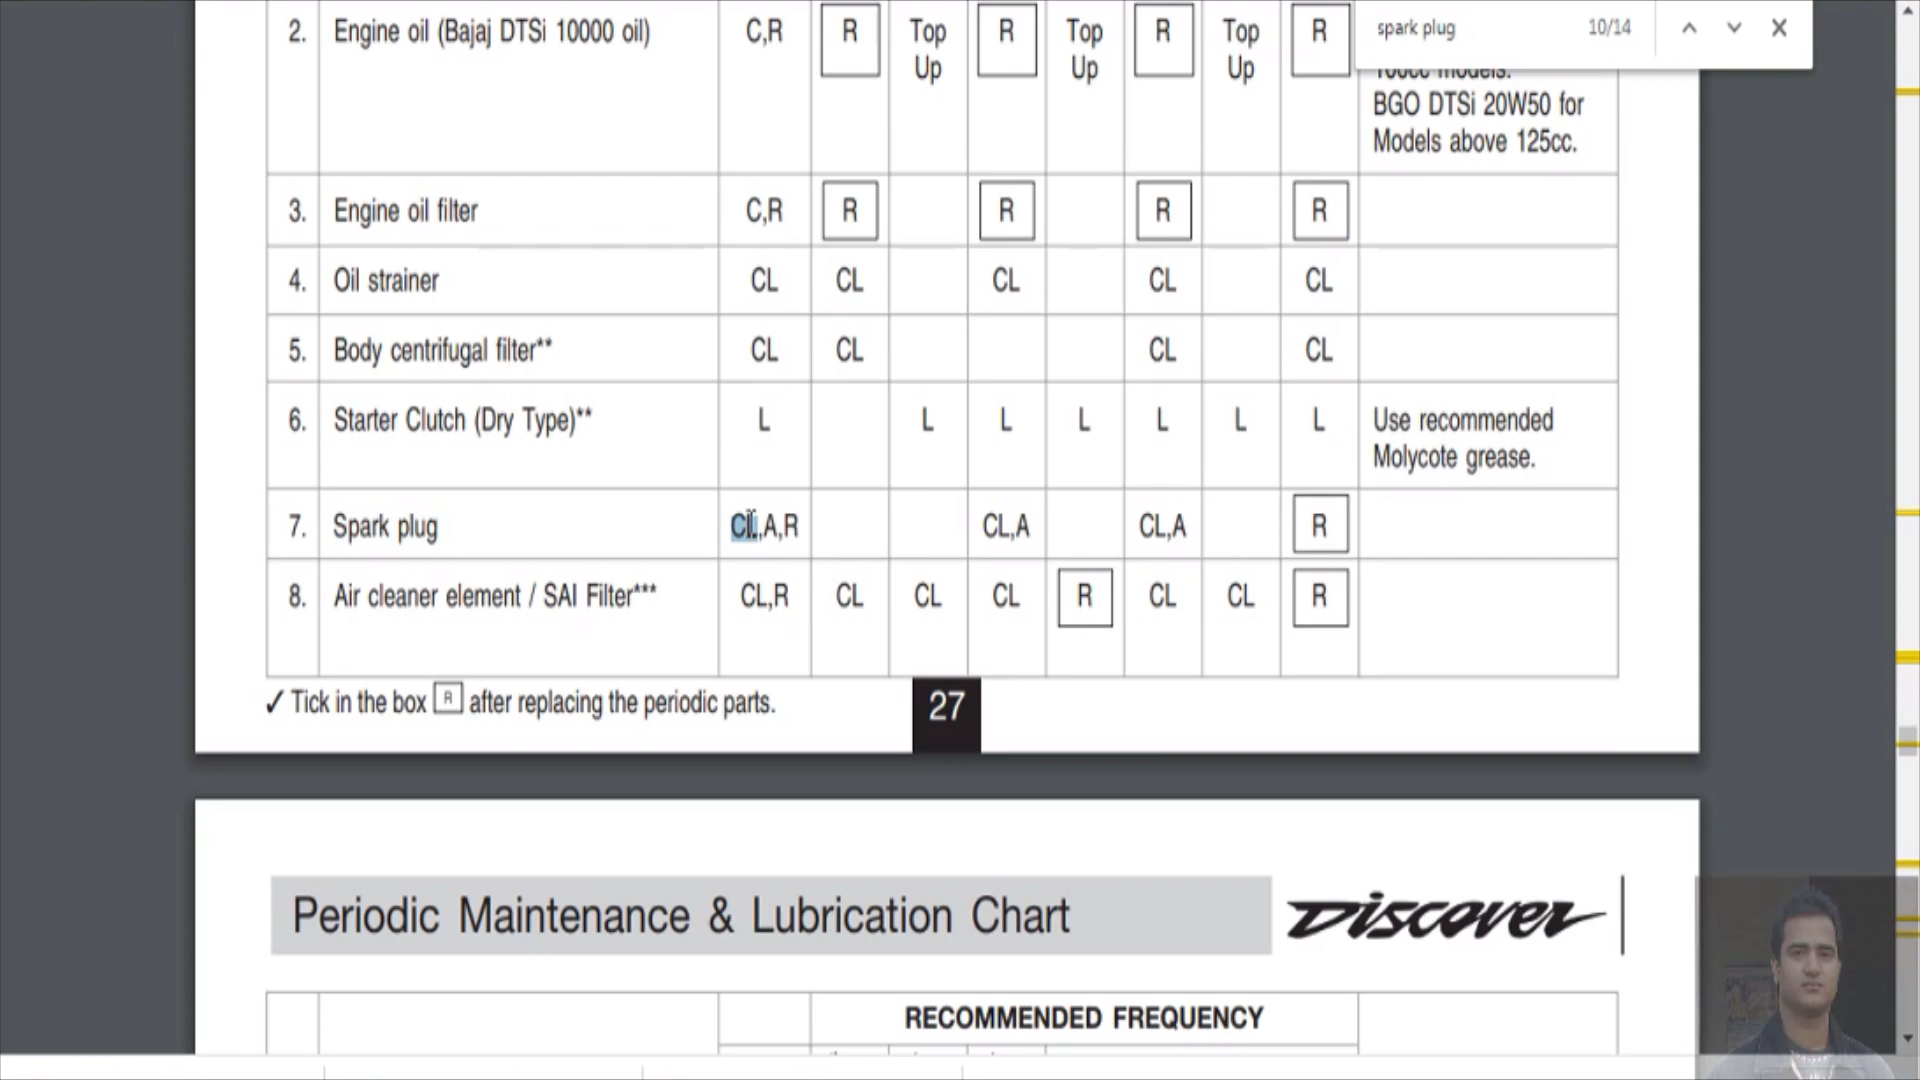 2. Engine oil (Bajaj DTSi 10000 oil) C,R R Top Up R Top Up R Top Up R
spark plug 10/14
BGO DTSi 20W50 for
Models above 125cc.
3. Engine oil filter C,R R R R R
4. Oil strainer CL CL CL CL CL
5. Body centrifugal filter** CL CL CL CL
6. Starter Clutch (Dry Type)** L L L L L L L Use recommended
Molycote grease.
7. Spark plug CL,A,R CL,A CL,A R
8. Air cleaner element / SAI Filter*** CL,R CL CL CL R CL CL R
✓ Tick in the box R after replacing the periodic parts.
27
Periodic Maintenance & Lubrication Chart
Discover
RECOMMENDED FREQUENCY